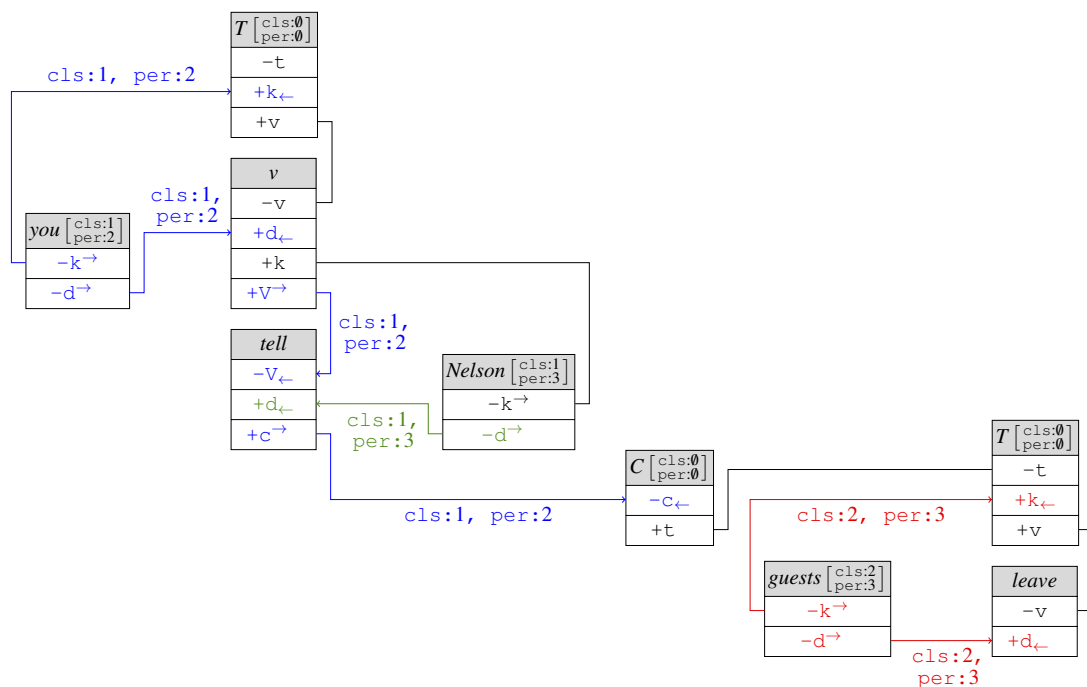 T [cls:∅ per:∅]
−t
cls:1, per:2
+k←
+v
v
cls:1,
per:2
−v
you [cls:1 per:2]
+d←
−k→
+k
−d→
+V→
cls:1,
per:2
tell
Nelson [cls:1 per:3]
−V←
−k→
+d←
cls:1,
per:3
−d→
+c→
T [cls:∅ per:∅]
C [cls:∅ per:∅]
−t
−c←
+k←
cls:1, per:2
cls:2, per:3
+t
+v
guests [cls:2 per:3]
leave
−k→
−v
−d→
+d←
cls:2,
per:3